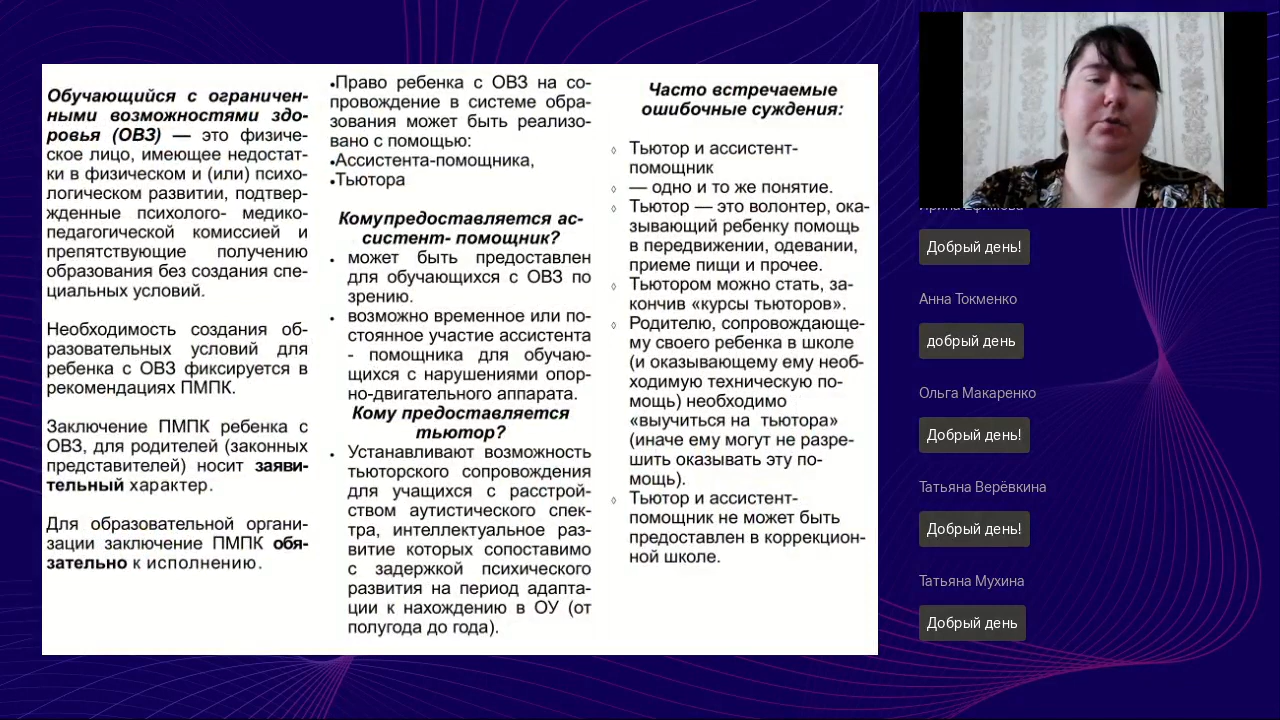 Обучающийся с ограничен-
ными возможностями здо-
ровья (ОВЗ) — это физиче-
ское лицо, имеющее недостат-
ки в физическом и (или) психо-
логическом развитии, подтвер-
жденные психолого- медико-
педагогической комиссией и
препятствующие получению
образования без создания спе-
циальных условий.
Необходимость создания об-
разовательных условий для
ребенка с ОВЗ фиксируется в
рекомендациях ПМПК.
Заключение ПМПК ребенка с
ОВЗ, для родителей (законных
представителей) носит заяви-
тельный характер.
Для образовательной органи-
зации заключение ПМПК обя-
зательно к исполнению.
•Право ребенка с ОВЗ на со-
провождение в системе обра-
зования может быть реализо-
вано с помощью:
•Ассистента-помощника,
•Тьютора
Комупредоставляется ас-
систент- помощник?
• может быть предоставлен
для обучающихся с ОВЗ по
зрению.
• возможно временное или по-
стоянное участие ассистента
- помощника для обучаю-
щихся с нарушениями опор-
но-двигательного аппарата.
Кому предоставляется
тьютор?
• Устанавливают возможность
тьюторского сопровождения
для учащихся с расстрой-
ством аутистического спек-
тра, интеллектуальное раз-
витие которых сопоставимо
с задержкой психического
развития на период адапта-
ции к нахождению в ОУ (от
полугода до года).
Часто встречаемые
ошибочные суждения:
◊ Тьютор и ассистент-
помощник
◊ — одно и то же понятие.
◊ Тьютор — это волонтер, ока-
зывающий ребенку помощь
в передвижении, одевании,
приеме пищи и прочее.
◊ Тьютором можно стать, за-
кончив «курсы тьюторов».
◊ Родителю, сопровождающе-
му своего ребенка в школе
(и оказывающему ему необ-
ходимую техническую по-
мощь) необходимо
«выучиться на тьютора»
(иначе ему могут не разре-
шить оказывать эту по-
мощь).
◊ Тьютор и ассистент-
помощник не может быть
предоставлен в коррекцион-
ной школе.
Ирина Ефимова
Добрый день!
Анна Токменко
добрый день
Ольга Макаренко
Добрый день!
Татьяна Верёвкина
Добрый день!
Татьяна Мухина
Добрый день